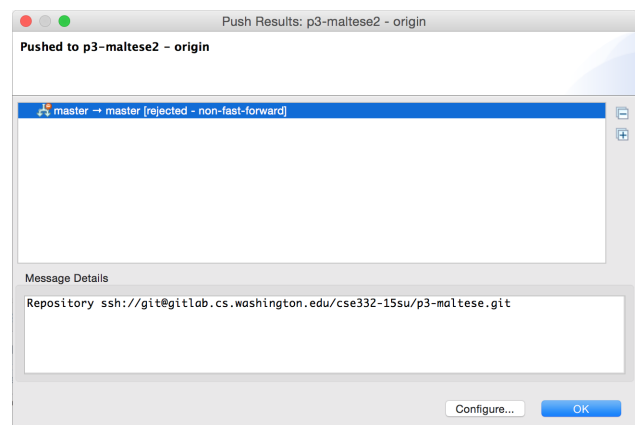 Push Results: p3-maltese2 - origin
Pushed to p3-maltese2 - origin
master → master [rejected - non-fast-forward]
Message Details
Repository ssh://git@gitlab.cs.washington.edu/cse332-15su/p3-maltese.git
Configure... OK